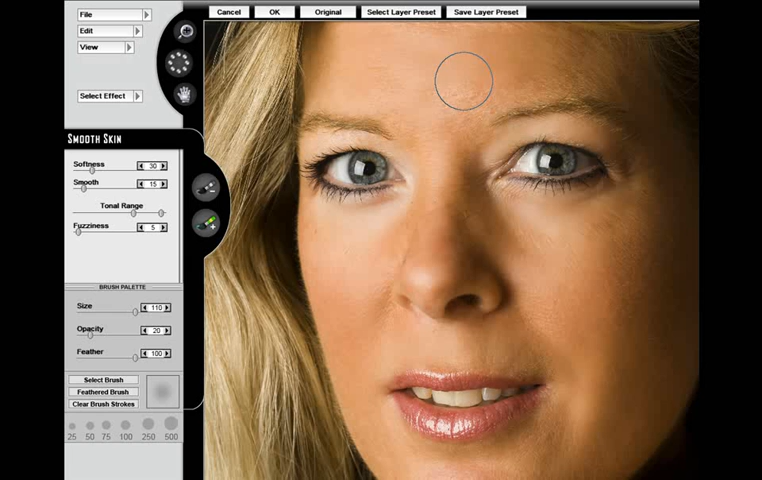 File
Edit
View
Select Effect
Cancel
OK
Original
Select Layer Preset
Save Layer Preset
SMOOTH SKIN
Softness 30
Smooth 15
Tonal Range
Fuzziness 5
BRUSH PALETTE
Size 110
Opacity 20
Feather 100
Select Brush
Feathered Brush
Clear Brush Strokes
25 50 75 100 250 500